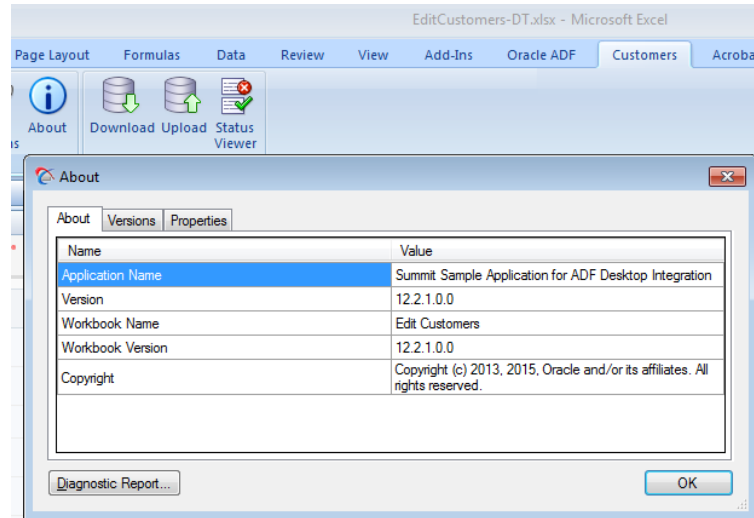 EditCustomers-DT.xlsx - Microsoft Excel
Page Layout Formulas Data Review View Add-Ins Oracle ADF Customers Acroba
About Download Upload Status
Viewer
About
About Versions Properties
Name Value
Application Name Summit Sample Application for ADF Desktop Integration
Version 12.2.1.0.0
Workbook Name Edit Customers
Workbook Version 12.2.1.0.0
Copyright Copyright (c) 2013, 2015, Oracle and/or its affiliates. All
rights reserved.
Diagnostic Report... OK